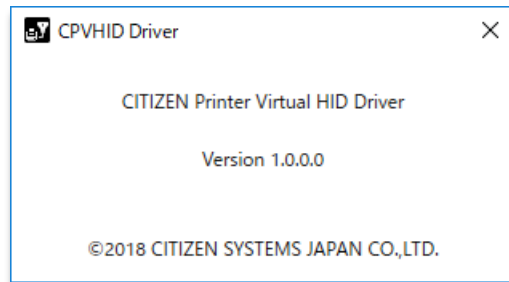 CPVHID Driver
CITIZEN Printer Virtual HID Driver
Version 1.0.0.0
©2018 CITIZEN SYSTEMS JAPAN CO.,LTD.